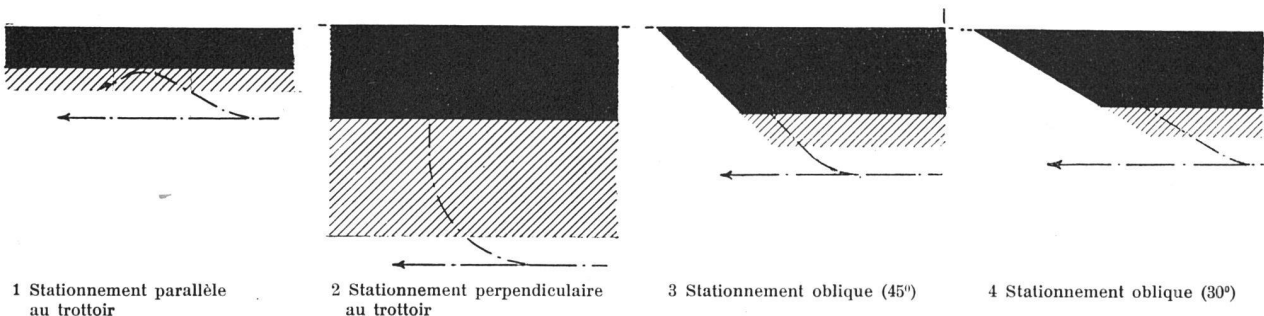 1 Stationnement parallèle
au trottoir
2 Stationnement perpendiculaire
au trottoir
3 Stationnement oblique (45")
4 Stationnement oblique (30°)